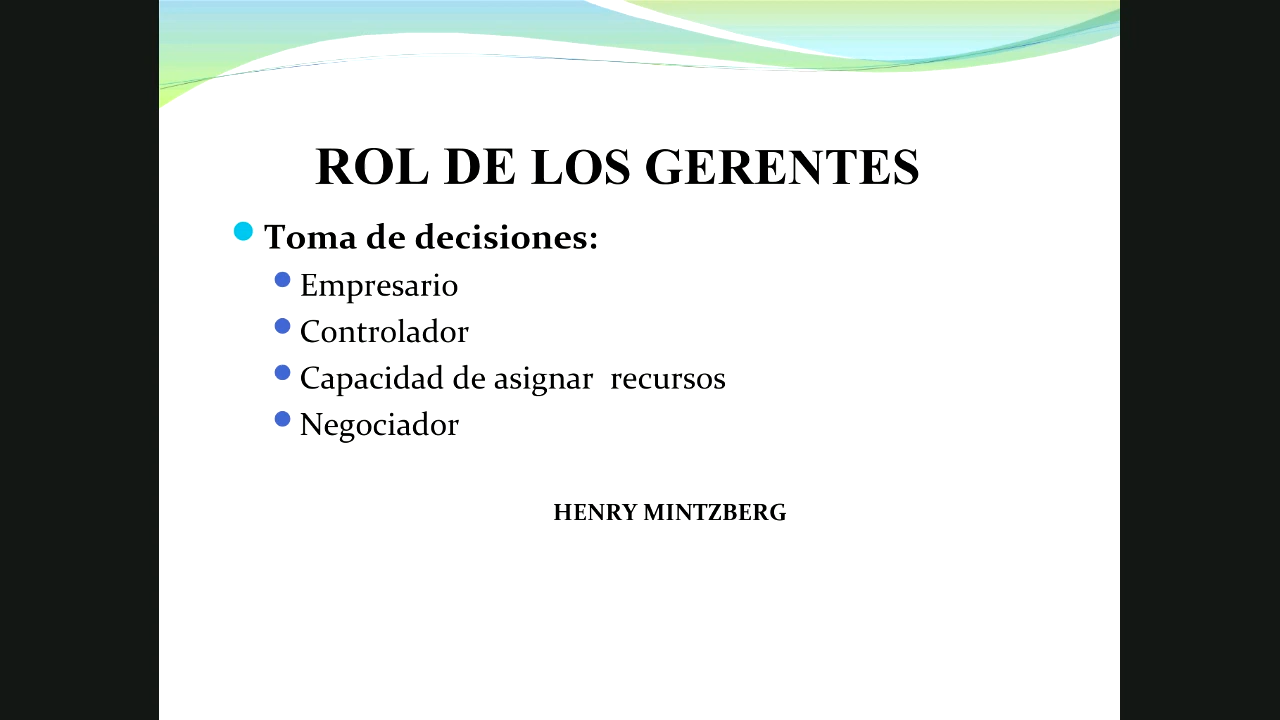 ROL DE LOS GERENTES
Toma de decisiones:
Empresario
Controlador
Capacidad de asignar  recursos
Negociador
HENRY MINTZBERG